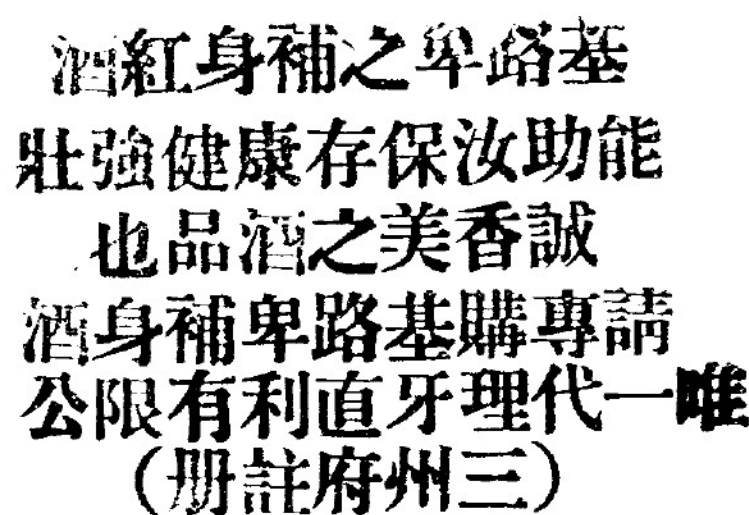 基路卑之補身紅酒
能助汝保存康健強壯
誠香美之酒品也
請專購基路卑補身酒
唯一代理牙直利有限公
（三州府註册）